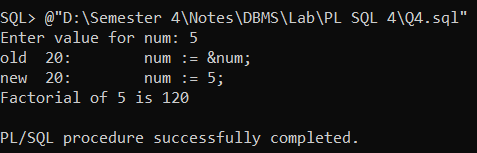 SQL> @"D:\Semester 4\Notes\DBMS\Lab\PL SQL 4\Q4.sql"
Enter value for num: 5
old  20:         num := &num;
new  20:         num := 5;
Factorial of 5 is 120

PL/SQL procedure successfully completed.